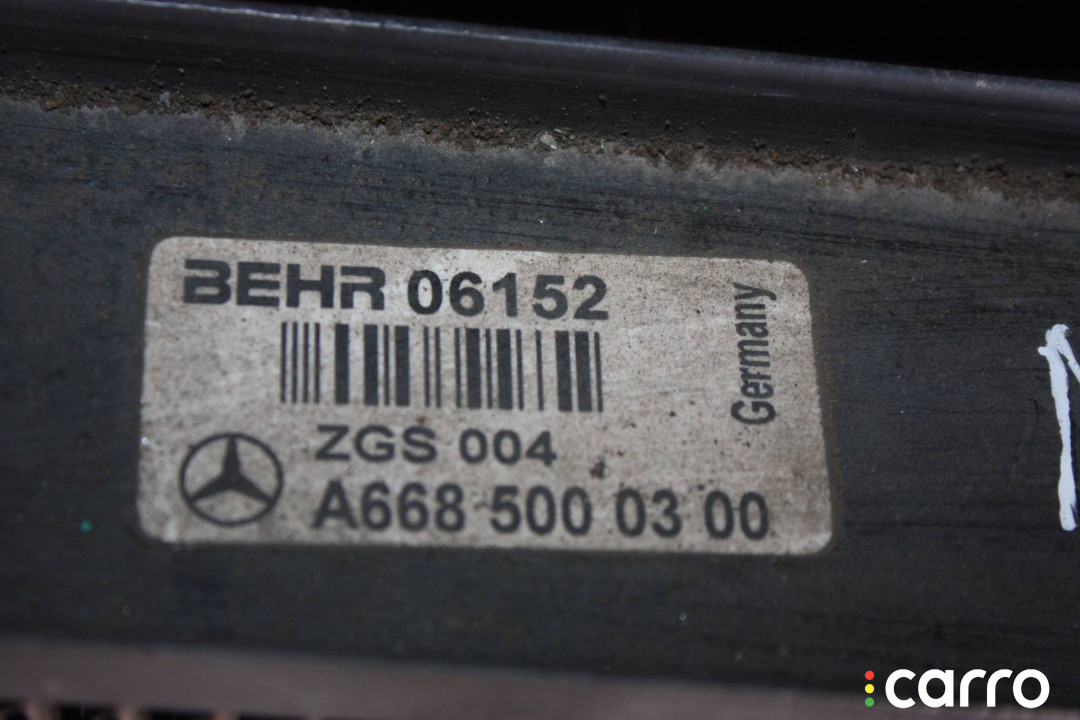 BEHR 06152
Germany
ZGS 004
A668 500 03 00
carro